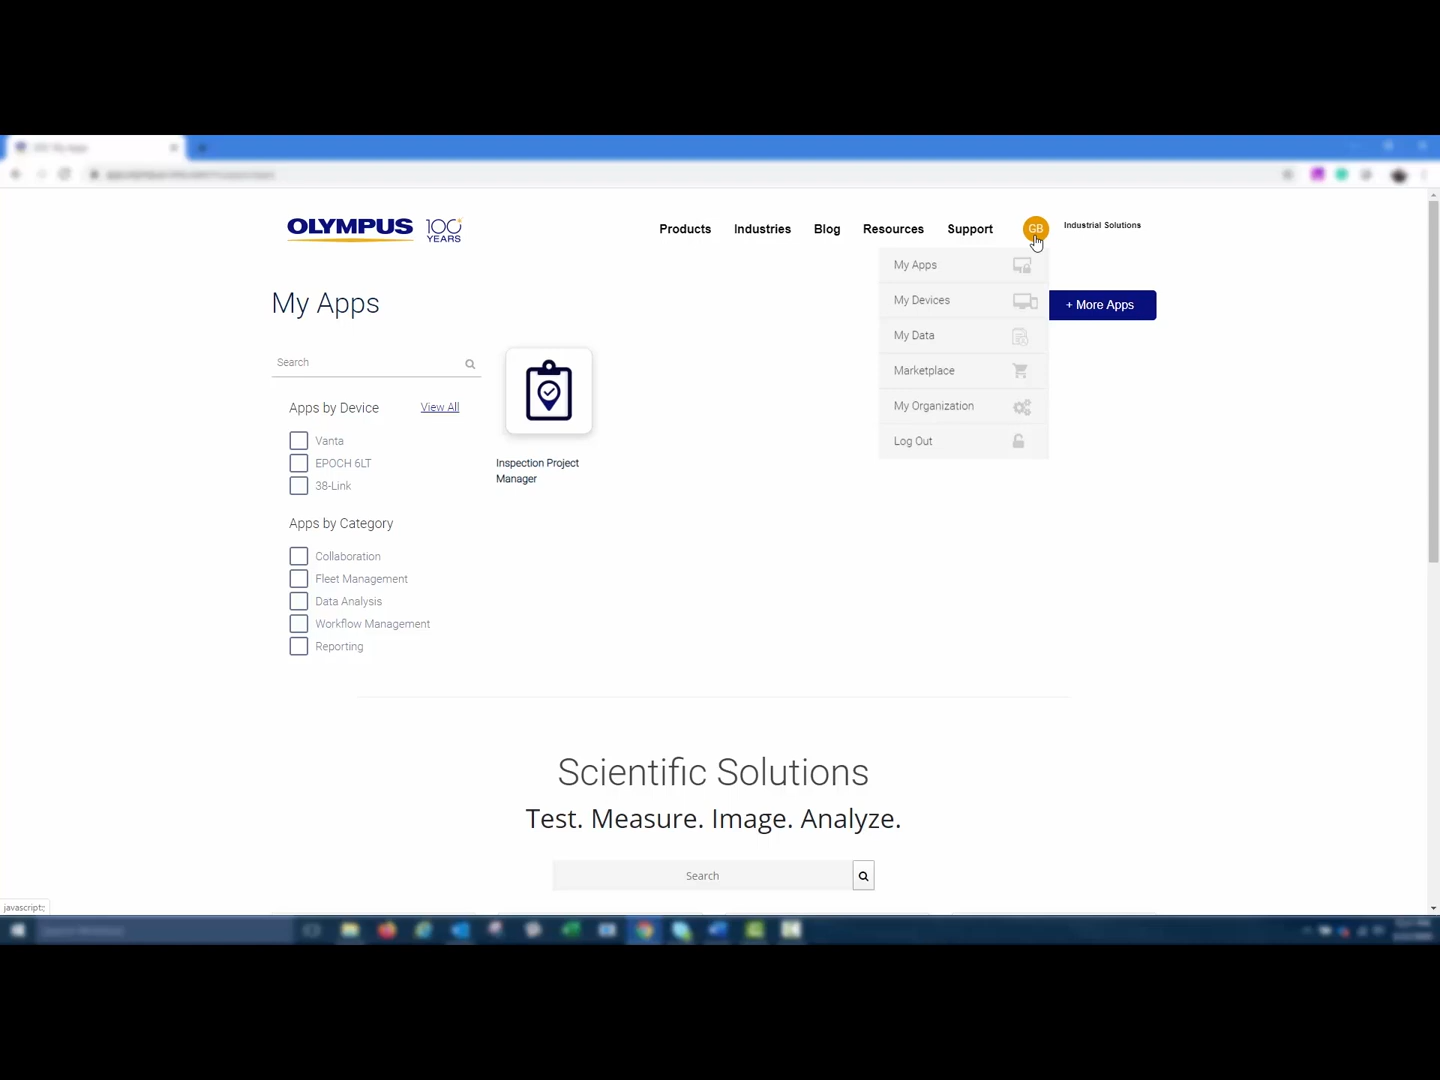 OLYMPUS 100 YEARS
Products Industries Blog Resources Support GB Industrial Solutions
My Apps
My Devices
My Data
Marketplace
My Organization
Log Out
My Apps
+ More Apps
Search
Apps by Device View All
Vanta
EPOCH 6LT
38-Link
Apps by Category
Collaboration
Fleet Management
Data Analysis
Workflow Management
Reporting
Inspection Project
Manager
Scientific Solutions
Test. Measure. Image. Analyze.
Search
javascript:;